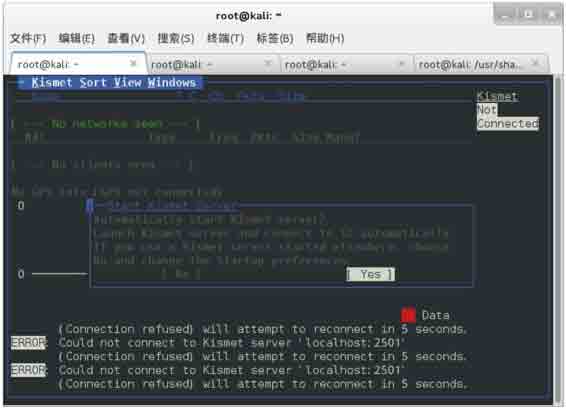 root@kali: ~
文件(F) 编辑(E) 查看(V) 搜索(S) 终端(T) 标签(B) 帮助(H)
root@kali: ~ × root@kali: ~ × root@kali: ~ × root@kali: /usr/sha... ×
~ Kismet Sort View Windows
Name T C Ch Pkts Size
Kismet
Not
Connected
[ --- No networks seen --- ]
MAC Type Freq Pkts Size Manuf
[ --- No clients seen --- ]
No GPS data (GPS not connected)
0
Start Kismet Server
Automatically start Kismet server?
Launch Kismet server and connect to it automatically.
If you use a Kismet server started elsewhere, choose
No and change the Startup preferences.
0
[ No ] [ Yes ]
Data
(Connection refused) will attempt to reconnect in 5 seconds.
ERROR: Could not connect to Kismet server 'localhost:2501'
(Connection refused) will attempt to reconnect in 5 seconds.
ERROR: Could not connect to Kismet server 'localhost:2501'
(Connection refused) will attempt to reconnect in 5 seconds.